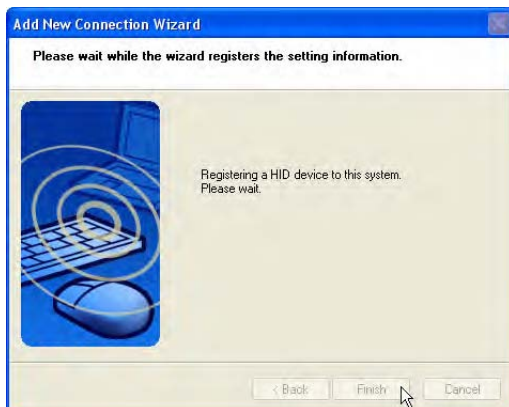 Add New Connection Wizard
Please wait while the wizard registers the setting information.
Registering a HID device to this system.
Please wait.
< Back
Finish
Cancel